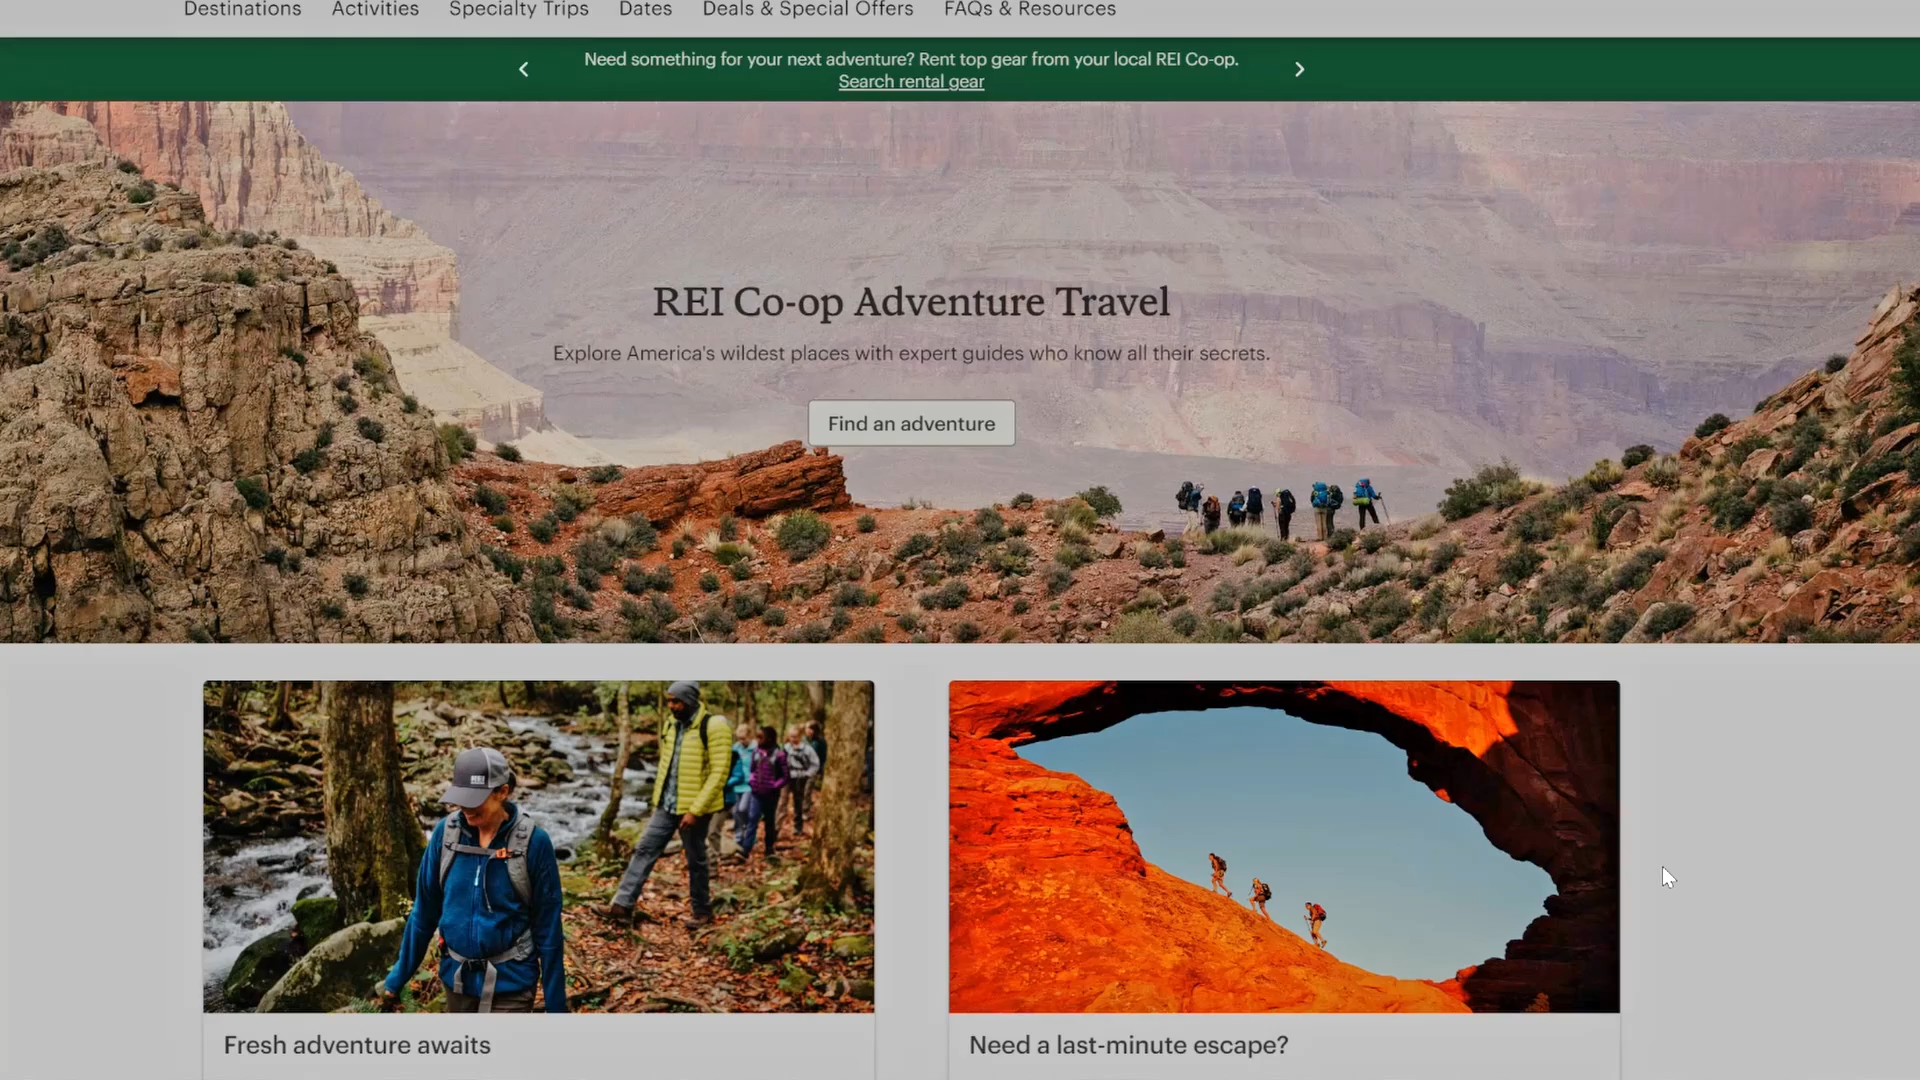 Destinations Activities Specialty Trips Dates Deals & Special Offers FAQs & Resources
Need something for your next adventure? Rent top gear from your local REI Co-op.
Search rental gear
REI Co-op Adventure Travel
Explore America's wildest places with expert guides who know all their secrets.
Find an adventure
REI
Fresh adventure awaits
Need a last-minute escape?